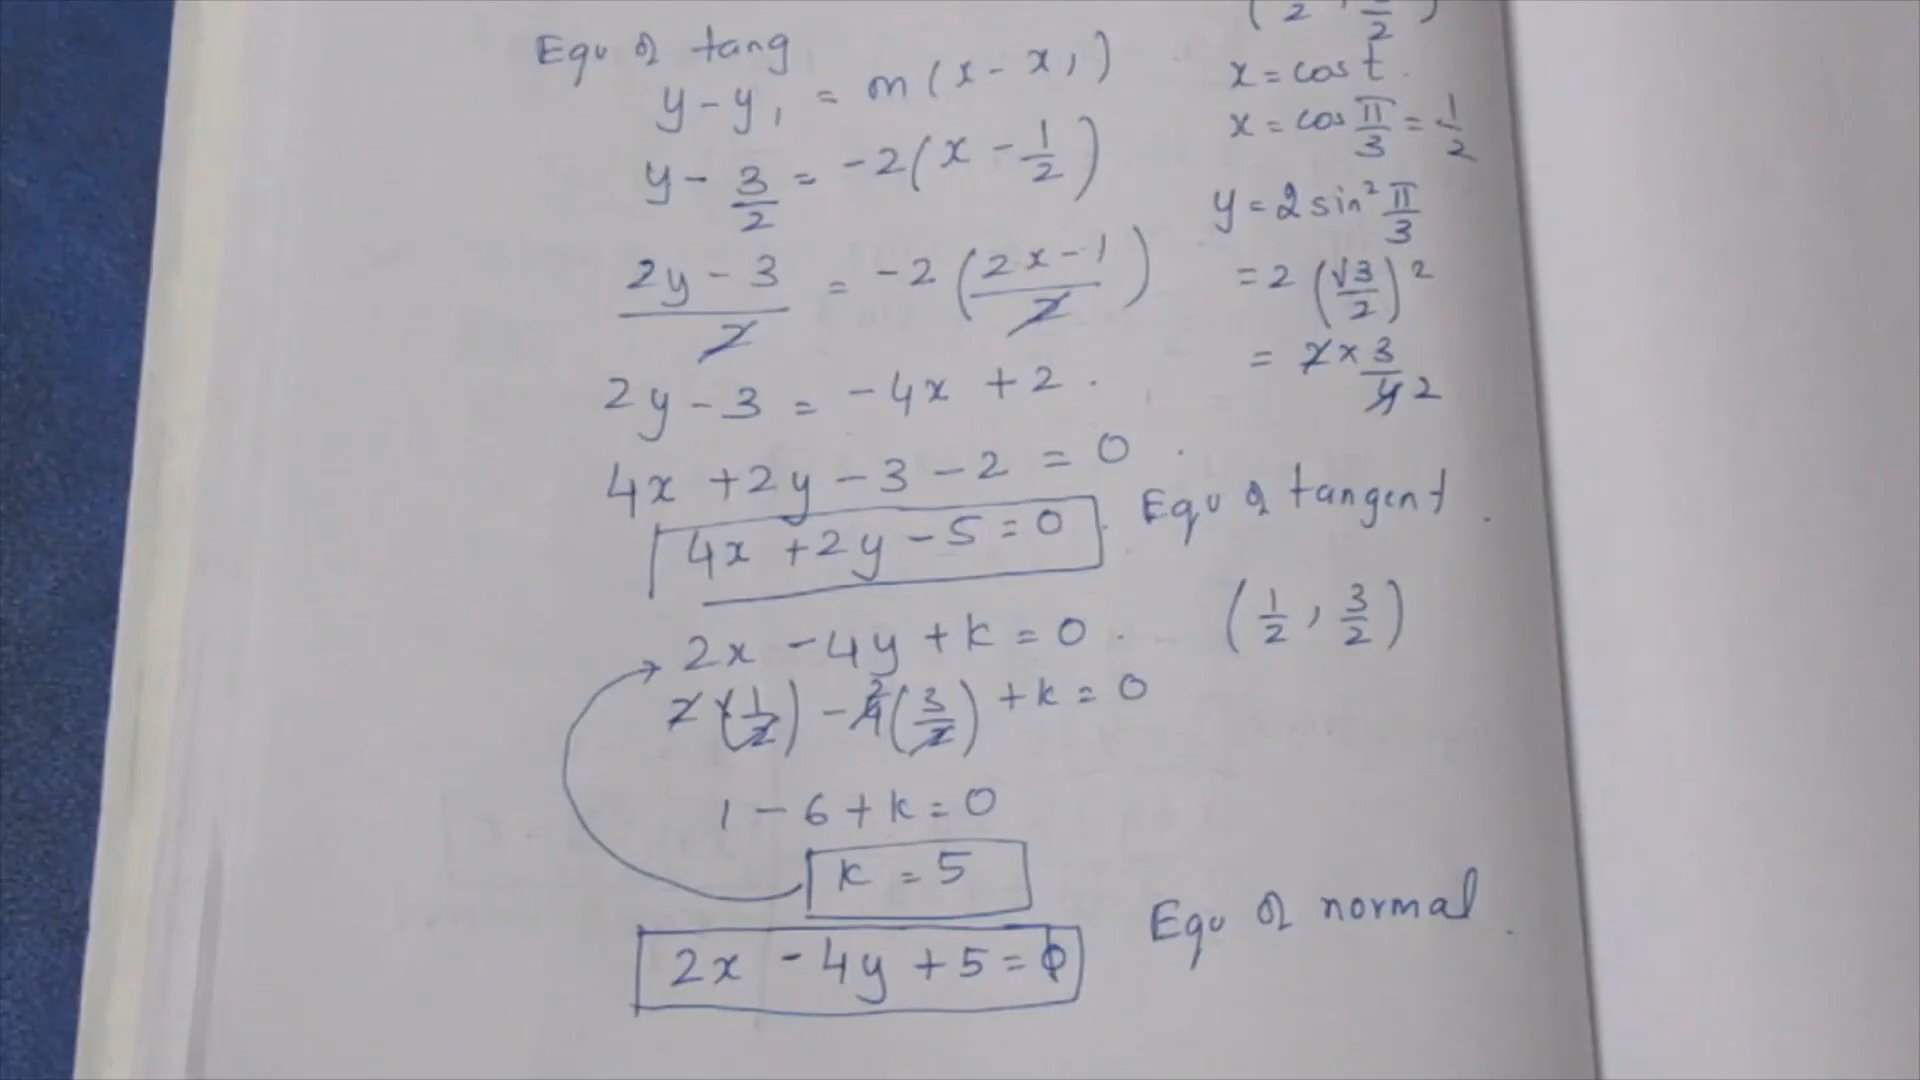 Equ of tang
y - y₁ = m(x - x₁)
y - 3/2 = -2(x - 1/2)
(2y - 3)/2 = -2((2x - 1)/2)
2y - 3 = -4x + 2.
4x + 2y - 3 - 2 = 0.
4x + 2y - 5 = 0. Equ of tangent.
2x - 4y + k = 0. (1/2, 3/2)
2(1/2) - 4 2(3/2) + k = 0
1 - 6 + k = 0
k = 5
2x - 4y + 5 = 0 Equ of normal.
x = cos t.
x = cos π/3 = 1/2
y = 2 sin² π/3
= 2(√3/2)²
= 2 × 3/4 2